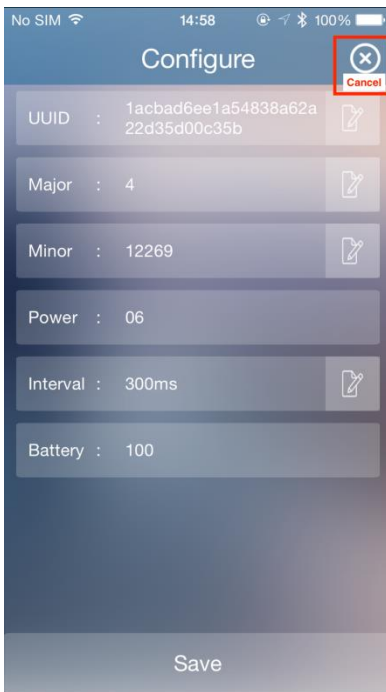 No SIM 14:58 100%
Configure
Cancel
UUID : 1acbad6ee1a54838a62a
22d35d00c35b
Major : 4
Minor : 12269
Power : 06
Interval : 300ms
Battery : 100
Save